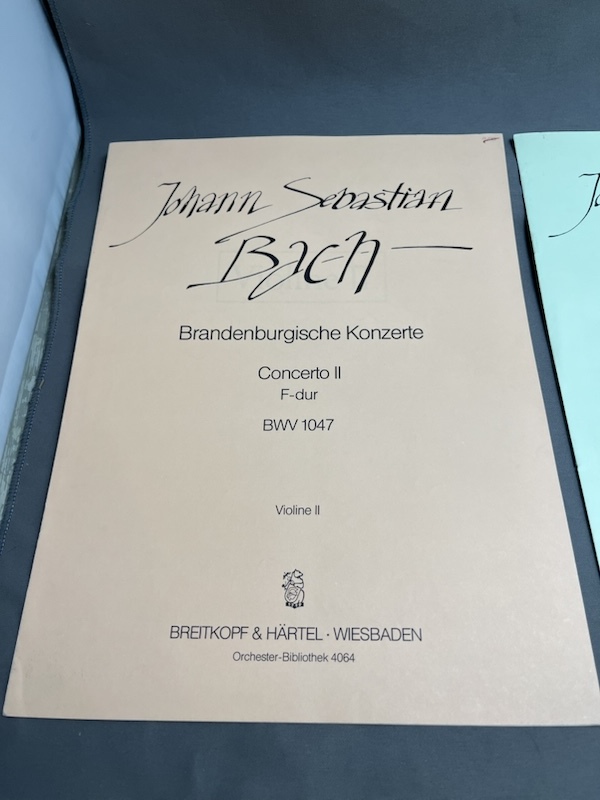 Johann Sebastian
Bach
Brandenburgische Konzerte
Concerto II
F-dur
BWV 1047
Violine II
BREITKOPF & HÄRTEL · WIESBADEN
Orchester-Bibliothek 4064